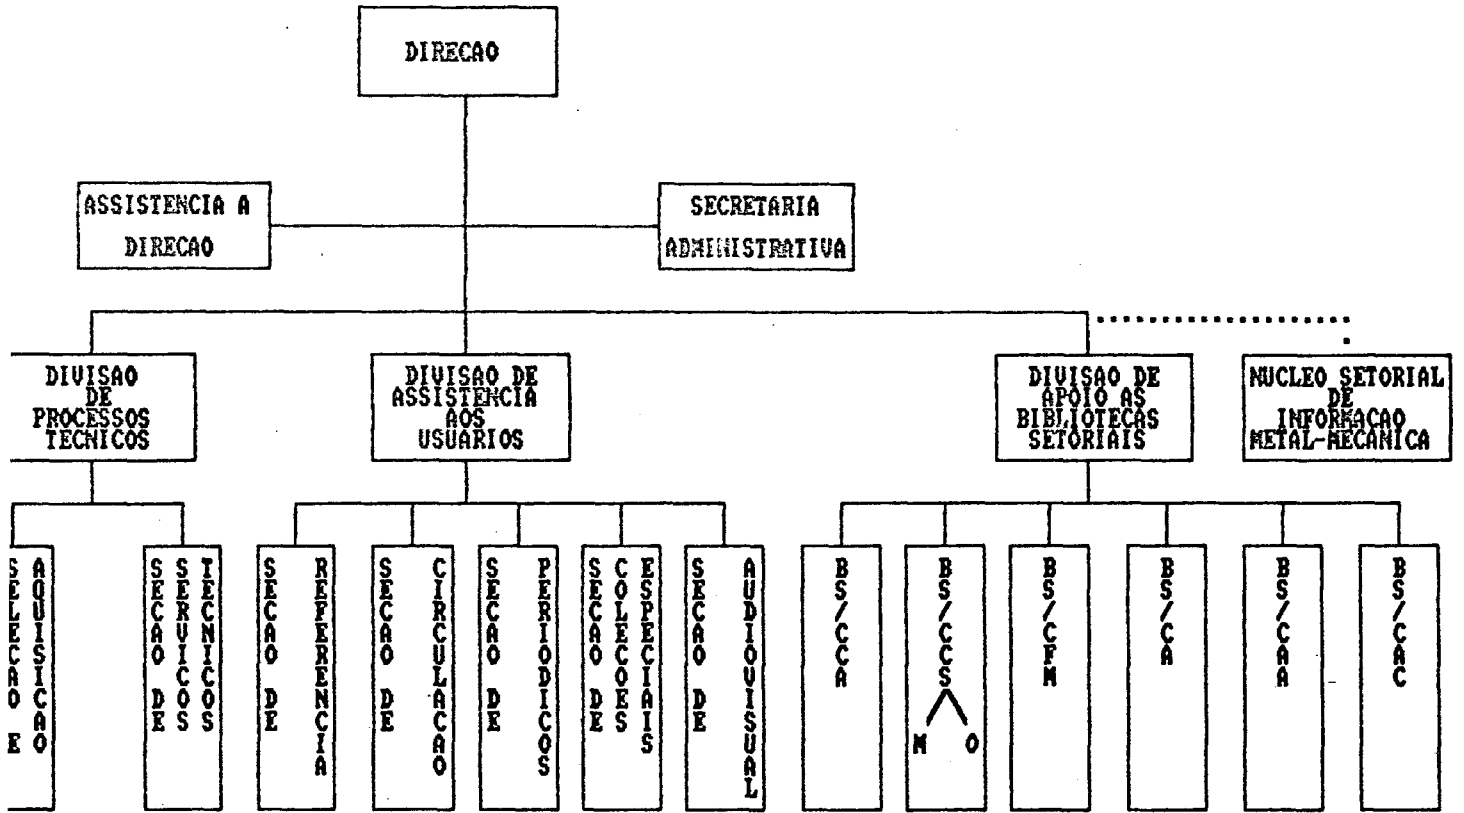 DIRECAO
ASSISTENCIA A
DIRECAO
SECRETARIA
ADMINISTRATIVA
DIVISAO
DE
PROCESSOS
TECNICOS
DIVISAO DE
ASSISTENCIA
AOS
USUARIOS
DIVISAO DE
APOIO AS
BIBLIOTECAS
SETORIAIS
NUCLEO SETORIAL
DE
INFORMACAO
METAL-MECANICA
SELECAO E
AQUISICAO
SECAO DE
SERVICOS
TECNICOS
SECAO DE
REFERENCIA
SECAO DE
CIRCULACAO
SECAO DE
PERIODICOS
SECAO DE
COLECOES
ESPECIAIS
SECAO DE
AUDIOVISUAL
BS/CCA
BS/CCS
M O
BS/CFM
BS/CA
BS/CAA
BS/CAC